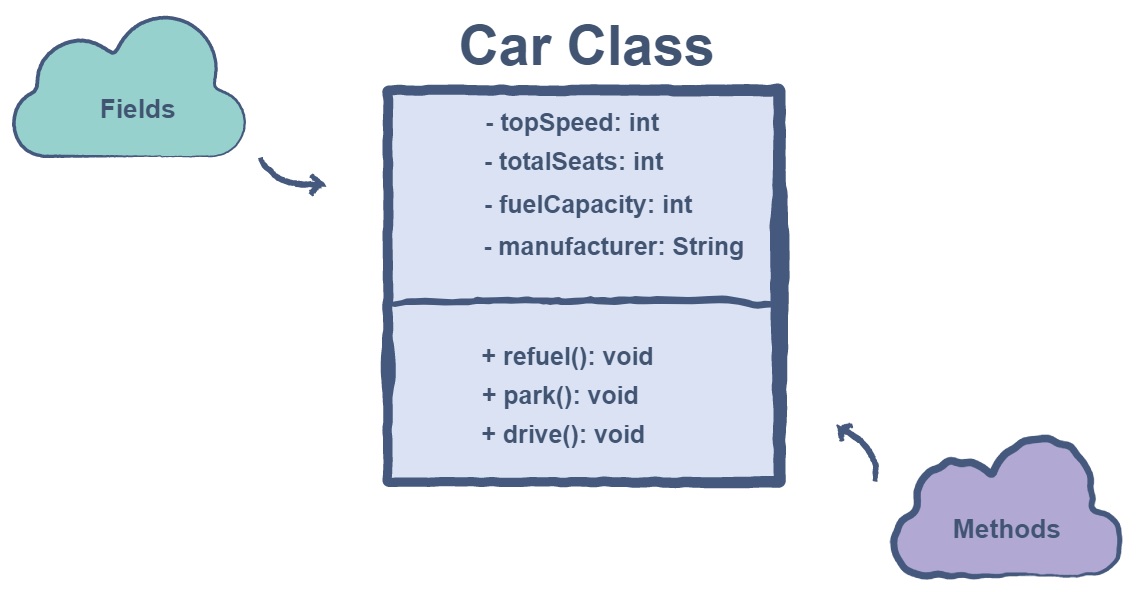 Car Class
Fields
- topSpeed: int
- totalSeats: int
- fuelCapacity: int
- manufacturer: String
+ refuel(): void
+ park(): void
+ drive(): void
Methods